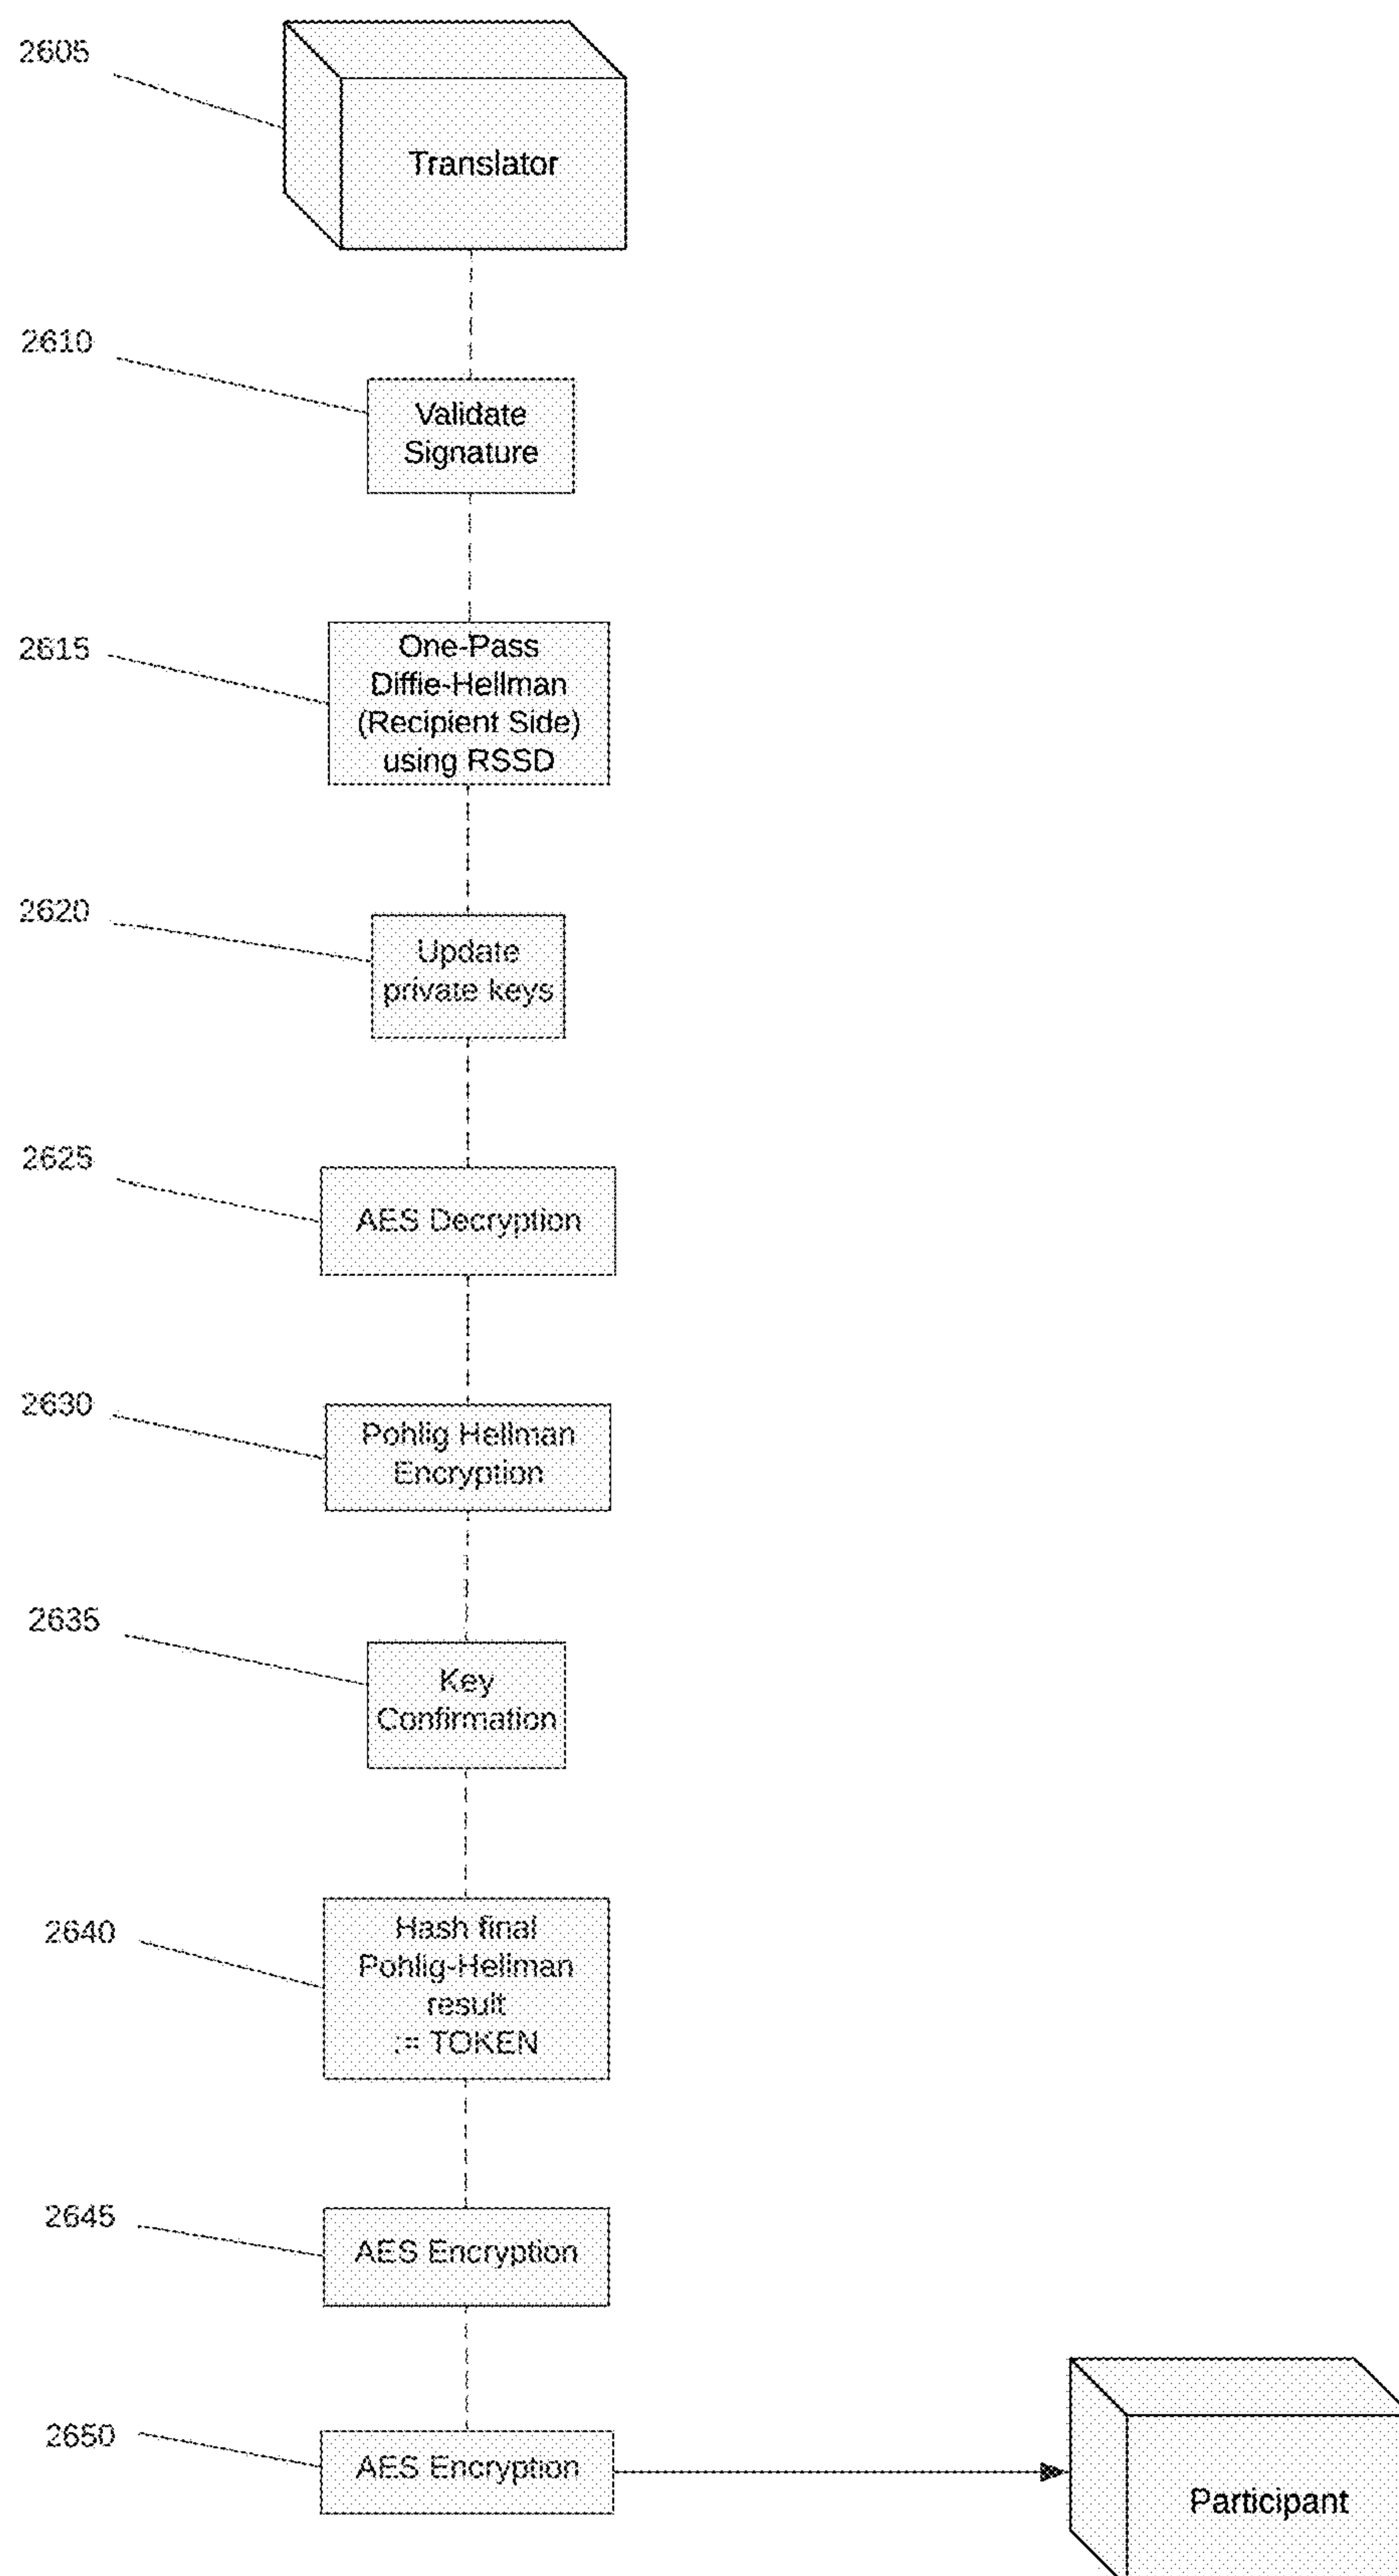 2605
Translator
2610
Validate
Signature
2615
One-Pass
Diffie-Hellman
(Recipient Side)
using RSSD
2620
Update
private keys
2625
AES Decryption
2630
Pohlig Hellman
Encryption
2635
Key
Confirmation
2640
Hash final
Pohlig-Hellman
result
:= TOKEN
2645
AES Encryption
2650
AES Encryption
Participant